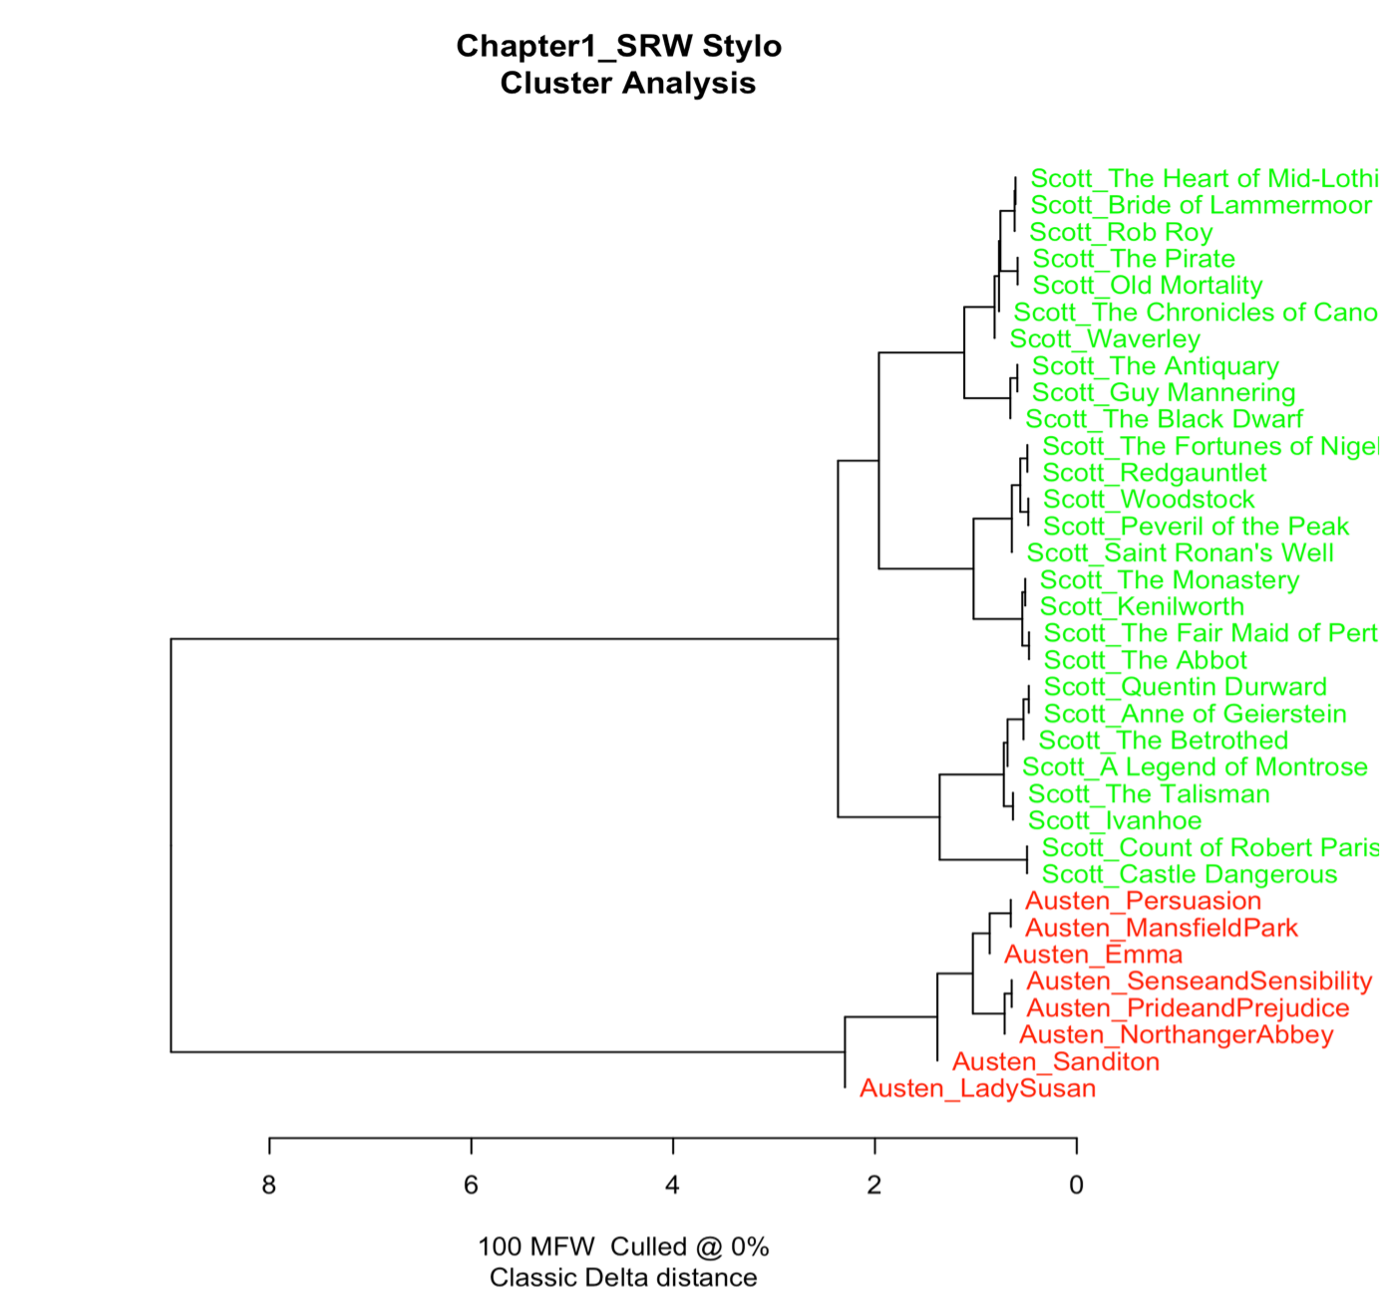 Chapter1_SRW Stylo
Cluster Analysis
Scott_The Heart of Mid-Lothi
Scott_Bride of Lammermoor
Scott_Rob Roy
Scott_The Pirate
Scott_Old Mortality
Scott_The Chronicles of Cano
Scott_Waverley
Scott_The Antiquary
Scott_Guy Mannering
Scott_The Black Dwarf
Scott_The Fortunes of Nigel
Scott_Redgauntlet
Scott_Woodstock
Scott_Peveril of the Peak
Scott_Saint Ronan's Well
Scott_The Monastery
Scott_Kenilworth
Scott_The Fair Maid of Pert
Scott_The Abbot
Scott_Quentin Durward
Scott_Anne of Geierstein
Scott_The Betrothed
Scott_A Legend of Montrose
Scott_The Talisman
Scott_Ivanhoe
Scott_Count of Robert Paris
Scott_Castle Dangerous
Austen_Persuasion
Austen_MansfieldPark
Austen_Emma
Austen_SenseandSensibility
Austen_PrideandPrejudice
Austen_NorthangerAbbey
Austen_Sanditon
Austen_LadySusan
8 6 4 2 0
100 MFW Culled @ 0%
Classic Delta distance